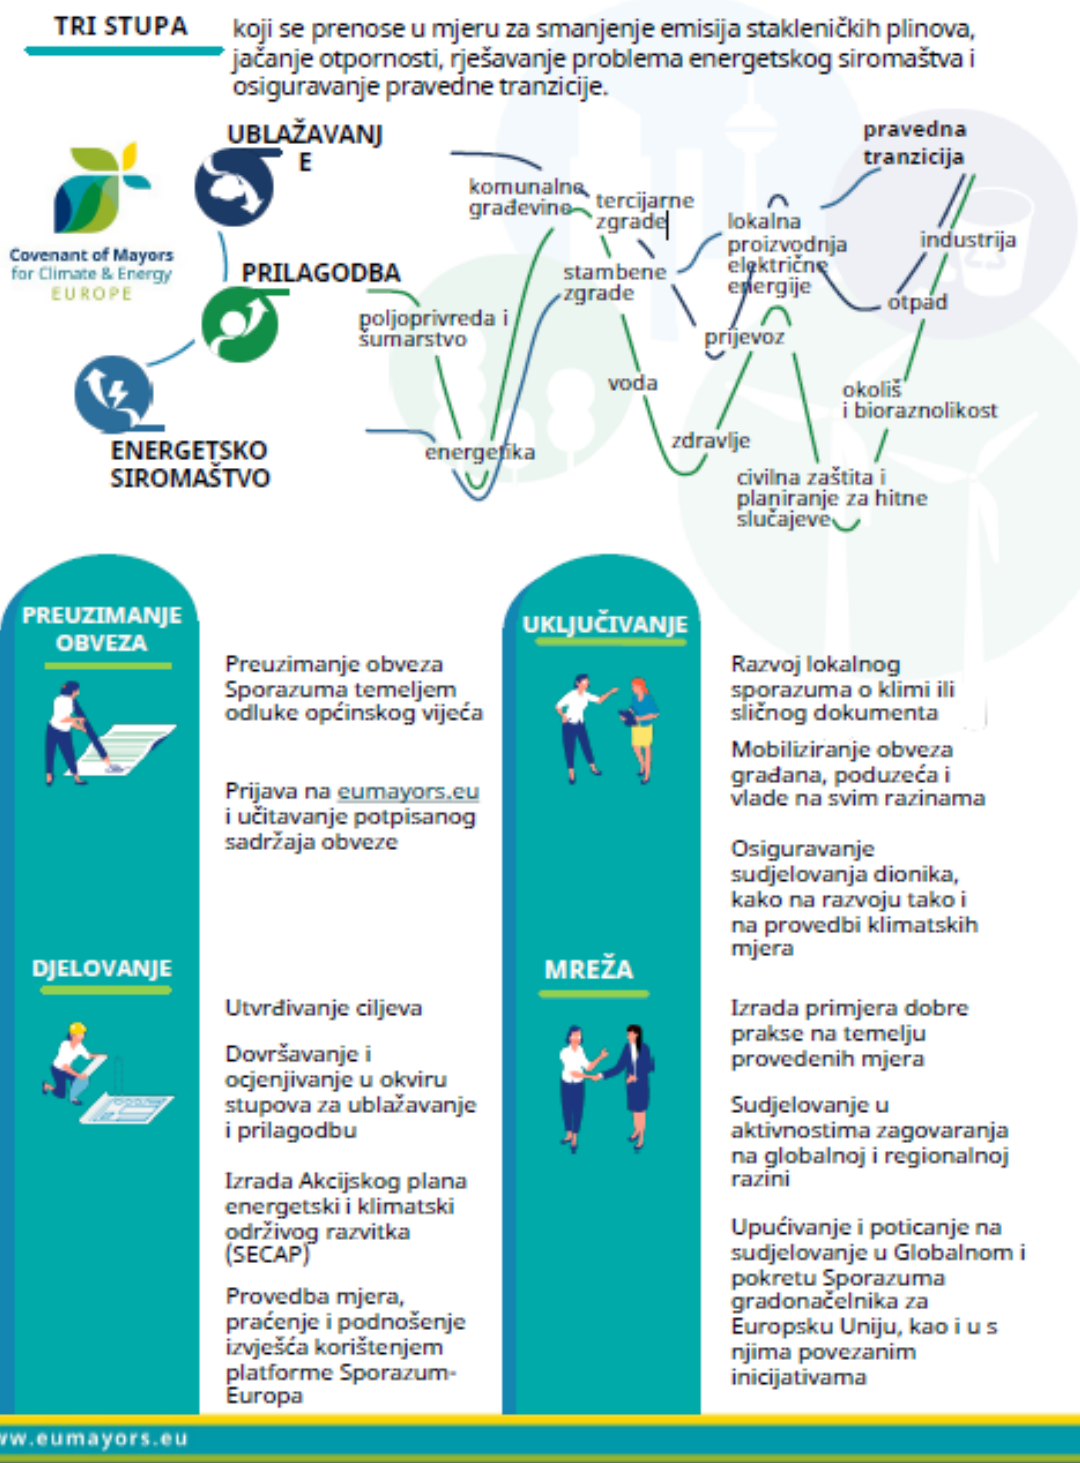 TRI STUPA
koji se prenose u mjeru za smanjenje emisija stakleničkih plinova,
jačanje otpornosti, rješavanje problema energetskog siromaštva i
osiguravanje pravedne tranzicije.
UBLAŽAVANJ
E
Covenant of Mayors
for Climate & Energy
EUROPE
PRILAGODBA
ENERGETSKO
SIROMAŠTVO
pravedna
tranzicija
komunalne
građevine
tercijarne
zgrade
lokalna
proizvodnja
električne
energije
industrija
stambene
zgrade
otpad
poljoprivreda i
šumarstvo
prijevoz
voda
okoliš
i bioraznolikost
zdravlje
energetika
civilna zaštita i
planiranje za hitne
slučajeve
PREUZIMANJE
OBVEZA
Preuzimanje obveza
Sporazuma temeljem
odluke općinskog vijeća
Prijava na eumayors.eu
i učitavanje potpisanog
sadržaja obveze
UKLJUČIVANJE
Razvoj lokalnog
sporazuma o klimi ili
sličnog dokumenta
Mobiliziranje obveza
građana, poduzeća i
vlade na svim razinama
Osiguravanje
sudjelovanja dionika,
kako na razvoju tako i
na provedbi klimatskih
mjera
DJELOVANJE
Utvrđivanje ciljeva
Dovršavanje i
ocjenjivanje u okviru
stupova za ublažavanje
i prilagodbu
Izrada Akcijskog plana
energetski i klimatski
održivog razvitka
(SECAP)
Provedba mjera,
praćenje i podnošenje
izvješća korištenjem
platforme Sporazum-
Europa
MREŽA
Izrada primjera dobre
prakse na temelju
provedenih mjera
Sudjelovanje u
aktivnostima zagovaranja
na globalnoj i regionalnoj
razini
Upućivanje i poticanje na
sudjelovanje u Globalnom i
pokretu Sporazuma
gradonačelnika za
Europsku Uniju, kao i u s
njima povezanim
inicijativama
ww.eumayors.eu